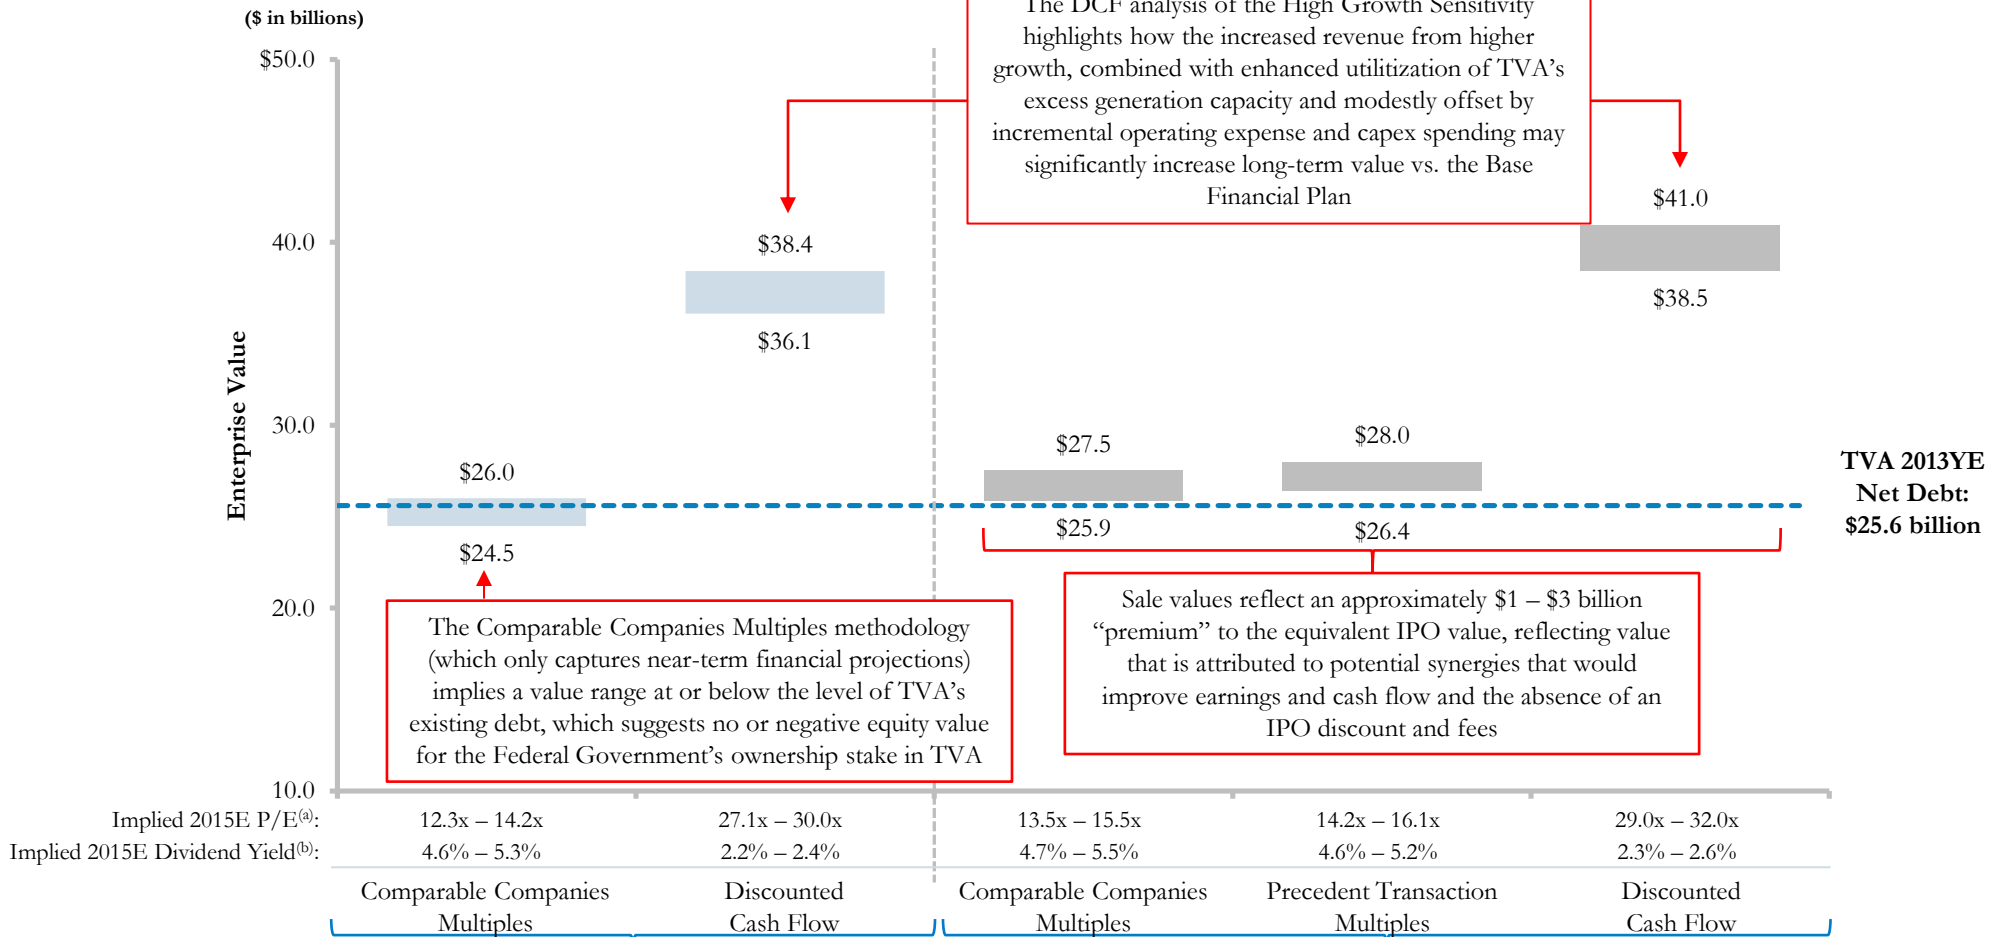 ($ in billions)
The DCF analysis of the High Growth Sensitivity
highlights how the increased revenue from higher
growth, combined with enhanced utilitization of TVA's
excess generation capacity and modestly offset by
incremental operating expense and capex spending may
significantly increase long-term value vs. the Base
Financial Plan
$50.0
40.0
30.0
20.0
10.0
Enterprise Value
$38.4
$36.1
$41.0
$38.5
$26.0
$24.5
$27.5
$25.9
$28.0
$26.4
TVA 2013YE
Net Debt:
$25.6 billion
The Comparable Companies Multiples methodology
(which only captures near-term financial projections)
implies a value range at or below the level of TVA's
existing debt, which suggests no or negative equity value
for the Federal Government's ownership stake in TVA
Sale values reflect an approximately $1 – $3 billion
“premium” to the equivalent IPO value, reflecting value
that is attributed to potential synergies that would
improve earnings and cash flow and the absence of an
IPO discount and fees
Implied 2015E P/E(a): 12.3x – 14.2x 27.1x – 30.0x 13.5x – 15.5x 14.2x – 16.1x 29.0x – 32.0x
Implied 2015E Dividend Yield(b): 4.6% – 5.3% 2.2% – 2.4% 4.7% – 5.5% 4.6% – 5.2% 2.3% – 2.6%
Comparable Companies
Multiples
Discounted
Cash Flow
Comparable Companies
Multiples
Precedent Transaction
Multiples
Discounted
Cash Flow